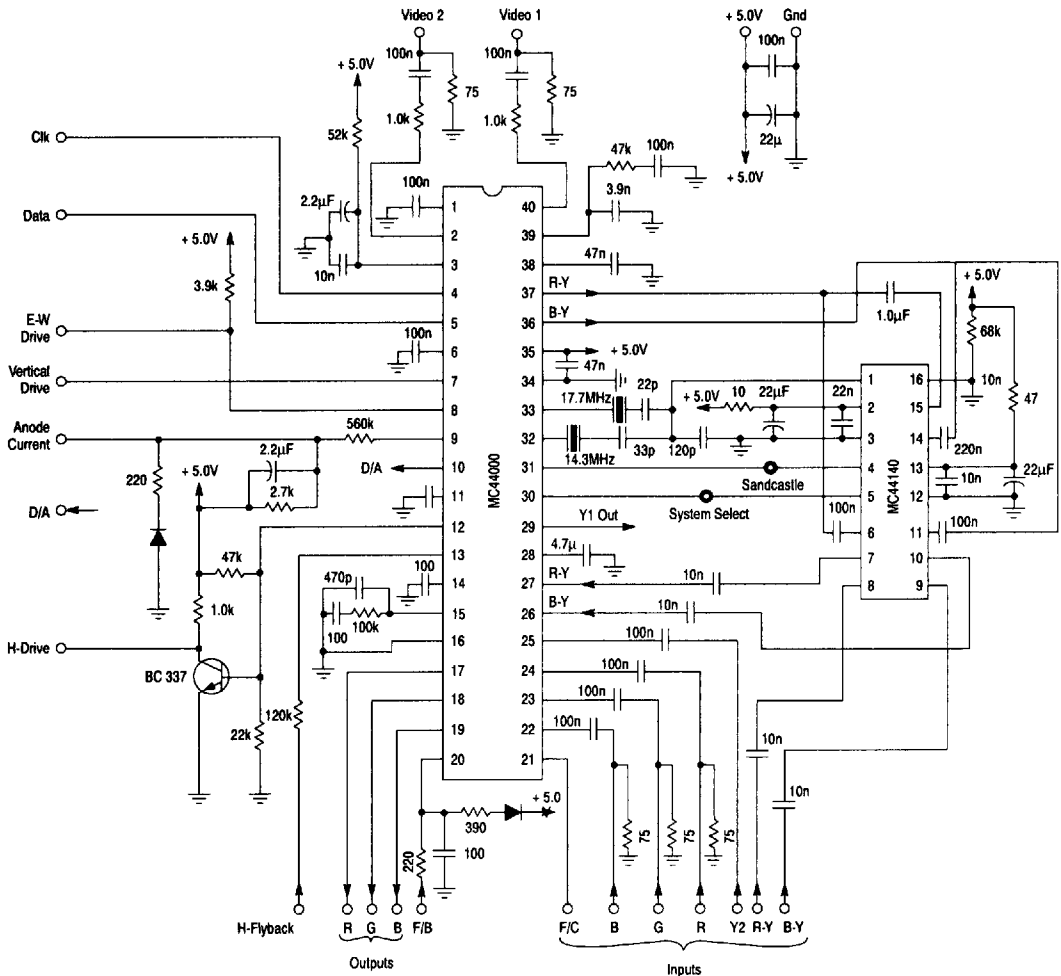 Video 2
Video 1
+ 5.0V
Gnd
100n
100n
100n
+ 5.0V
75
75
52k
1.0k
1.0k
22µ
Clk
47k
100n
+ 5.0V
100n
2.2µF
3.9n
Data
1
40
2
39
+ 5.0V
10n
3
38
47n
+ 5.0V
3.9k
4
37
R-Y
1.0µF
E-W
Drive
5
36
B-Y
68k
100n
6
35
+ 5.0V
47n
Vertical
Drive
7
34
22p
17.7MHz
+ 5.0V
10
22µF
22n
1
16
10n
47
8
33
2
15
Anode
Current
560k
9
32
14.3MHz
33p
120p
3
14
220n
2.2µF
+ 5.0V
D/A
10
MC44000
31
Sandcastle
4
MC44140
13
22µF
220
2.7k
11
30
System Select
5
12
10n
D/A
12
29
Y1 Out
100n
6
11
100n
47k
13
28
4.7µ
7
10
470p
100
14
27
R-Y
10n
8
9
1.0k
100
100k
15
26
B-Y
10n
H-Drive
16
25
100n
BC 337
17
24
100n
120k
18
23
100n
22k
19
22
100n
10n
20
21
10n
+ 5.0
390
75
75
75
220
100
H-Flyback
R
G
B
F/B
F/C
B
G
R
Y2
R-Y
B-Y
Outputs
Inputs